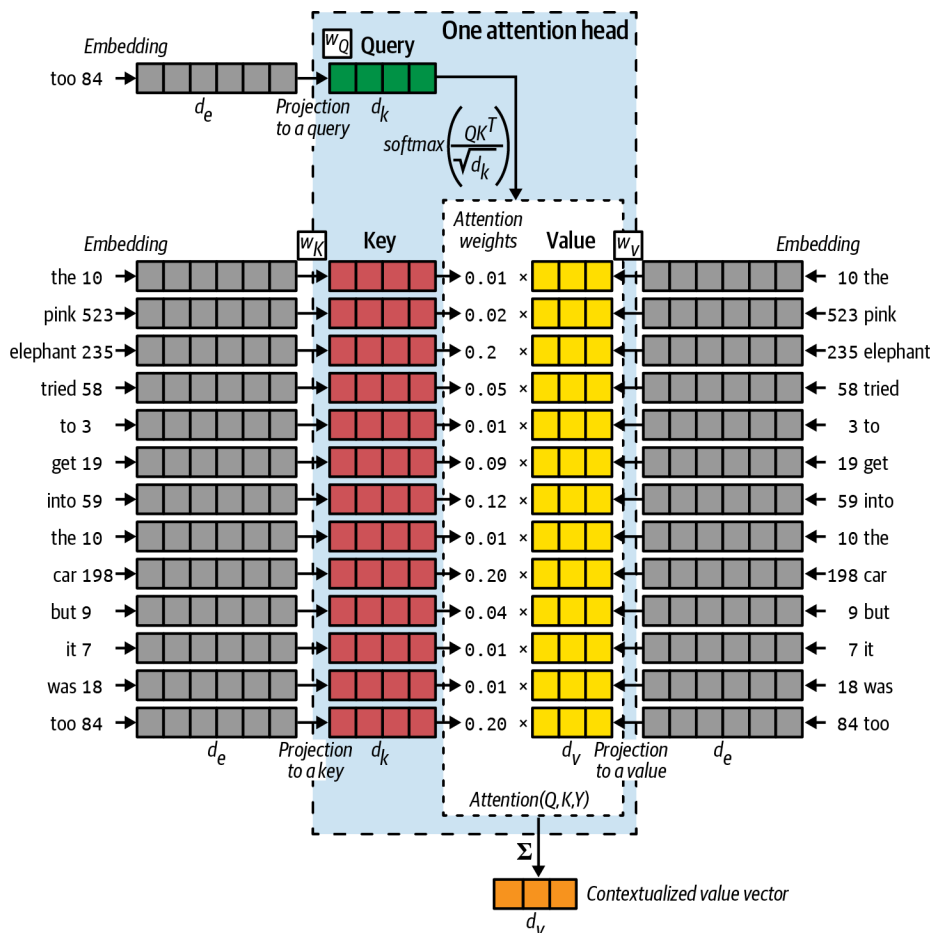 One attention head
Embedding
w_Q Query
too 84
d_e
Projection
to a query
d_k
softmax(QK^T/√d_k)
Attention
weights
Embedding
w_K
Key
Value
w_v
Embedding
the 10 0.01 × 10 the
pink 523 0.02 × 523 pink
elephant 235 0.2 × 235 elephant
tried 58 0.05 × 58 tried
to 3 0.01 × 3 to
get 19 0.09 × 19 get
into 59 0.12 × 59 into
the 10 0.01 × 10 the
car 198 0.20 × 198 car
but 9 0.04 × 9 but
it 7 0.01 × 7 it
was 18 0.01 × 18 was
too 84 0.20 × 84 too
d_e
Projection
to a key
d_k
d_v
Projection
to a value
d_e
Attention(Q,K,Y)
Σ
Contextualized value vector
d_v